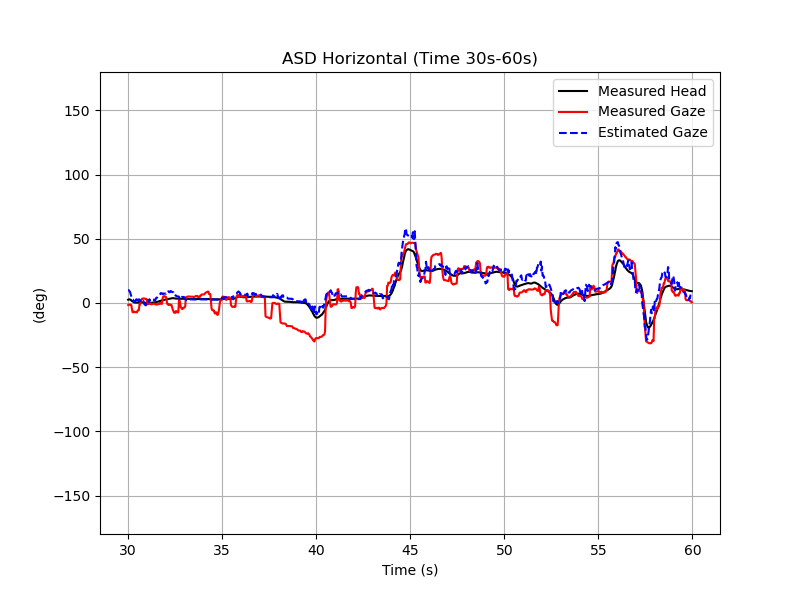 ASD Horizontal (Time 30s-60s)
Measured Head
Measured Gaze
Estimated Gaze
150
100
50
0
−50
−100
−150
(deg)
30 35 40 45 50 55 60
Time (s)